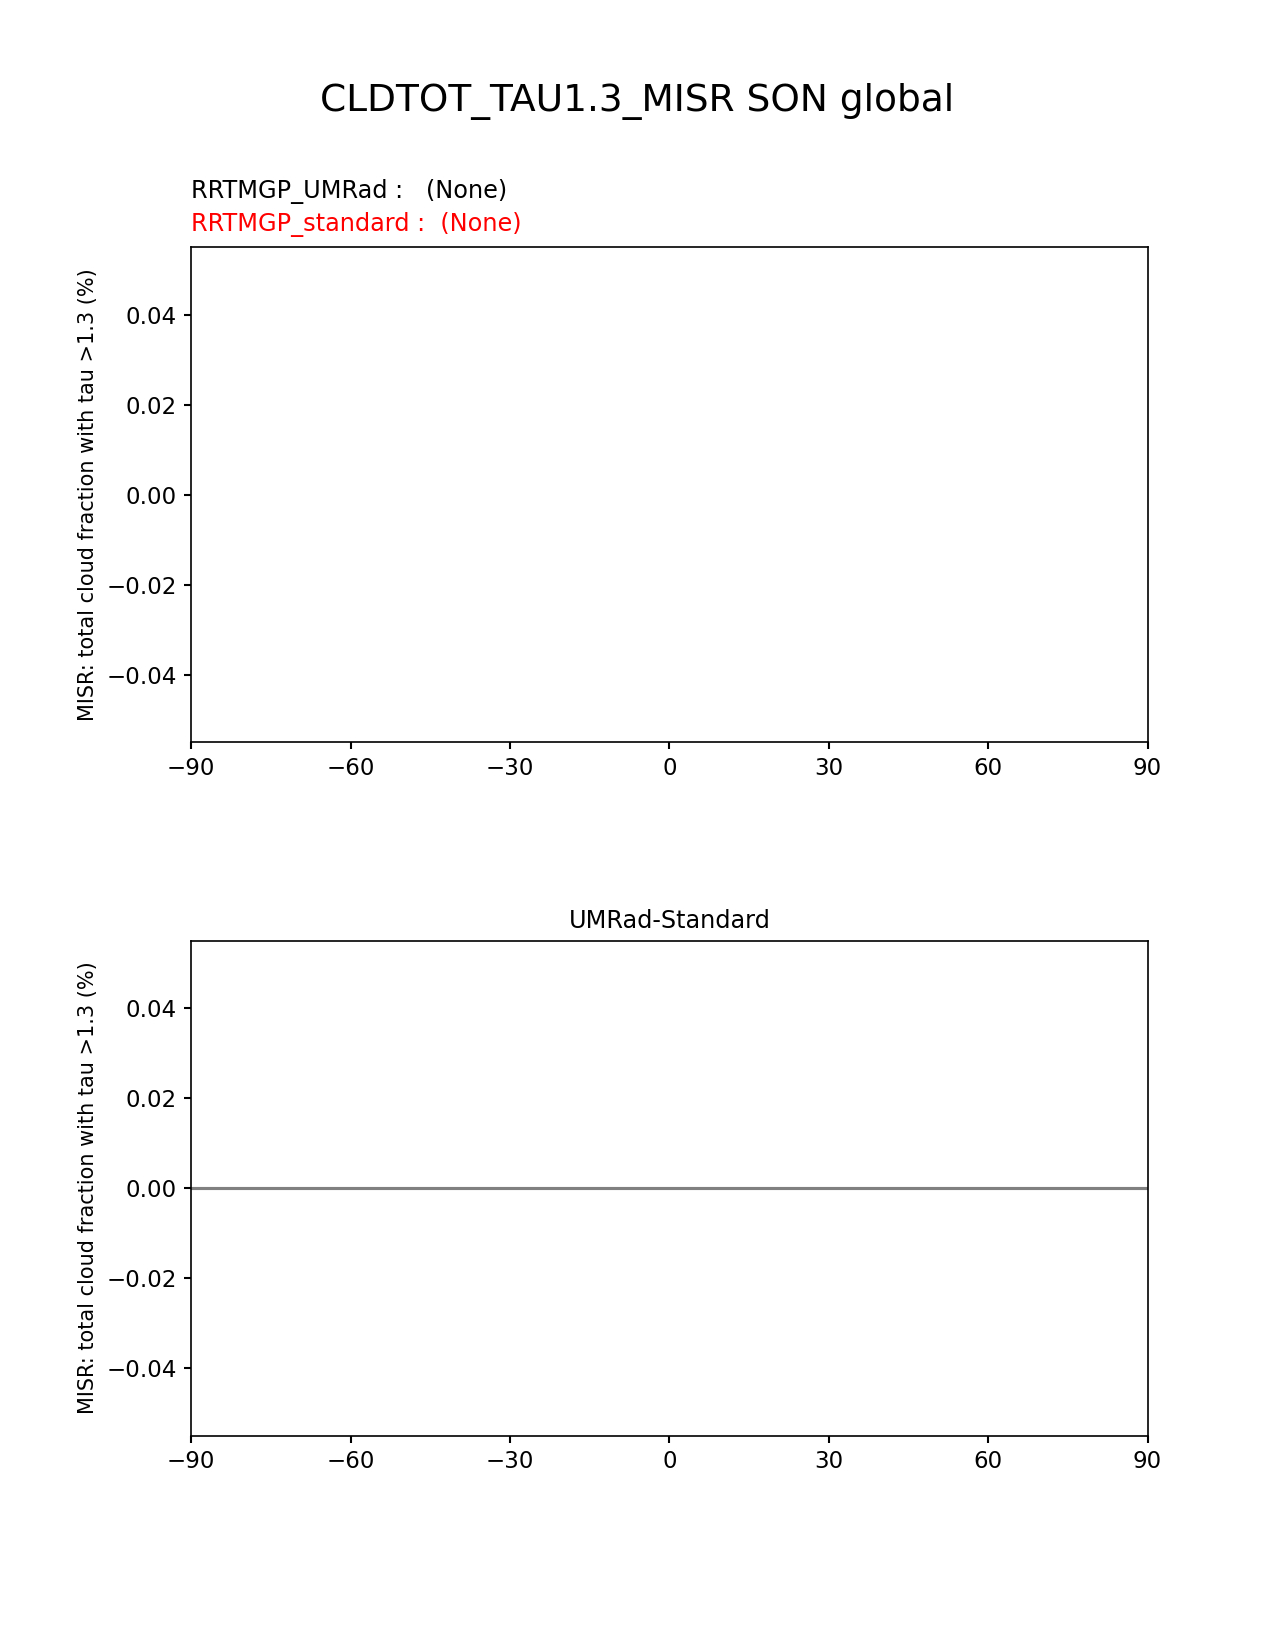 CLDTOT_TAU1.3_MISR SON global
RRTMGP_UMRad :   (None)
RRTMGP_standard :  (None)
MISR: total cloud fraction with tau >1.3 (%)
0.04
0.02
0.00
−0.02
−0.04
−90 −60 −30 0 30 60 90
UMRad-Standard
MISR: total cloud fraction with tau >1.3 (%)
0.04
0.02
0.00
−0.02
−0.04
−90 −60 −30 0 30 60 90